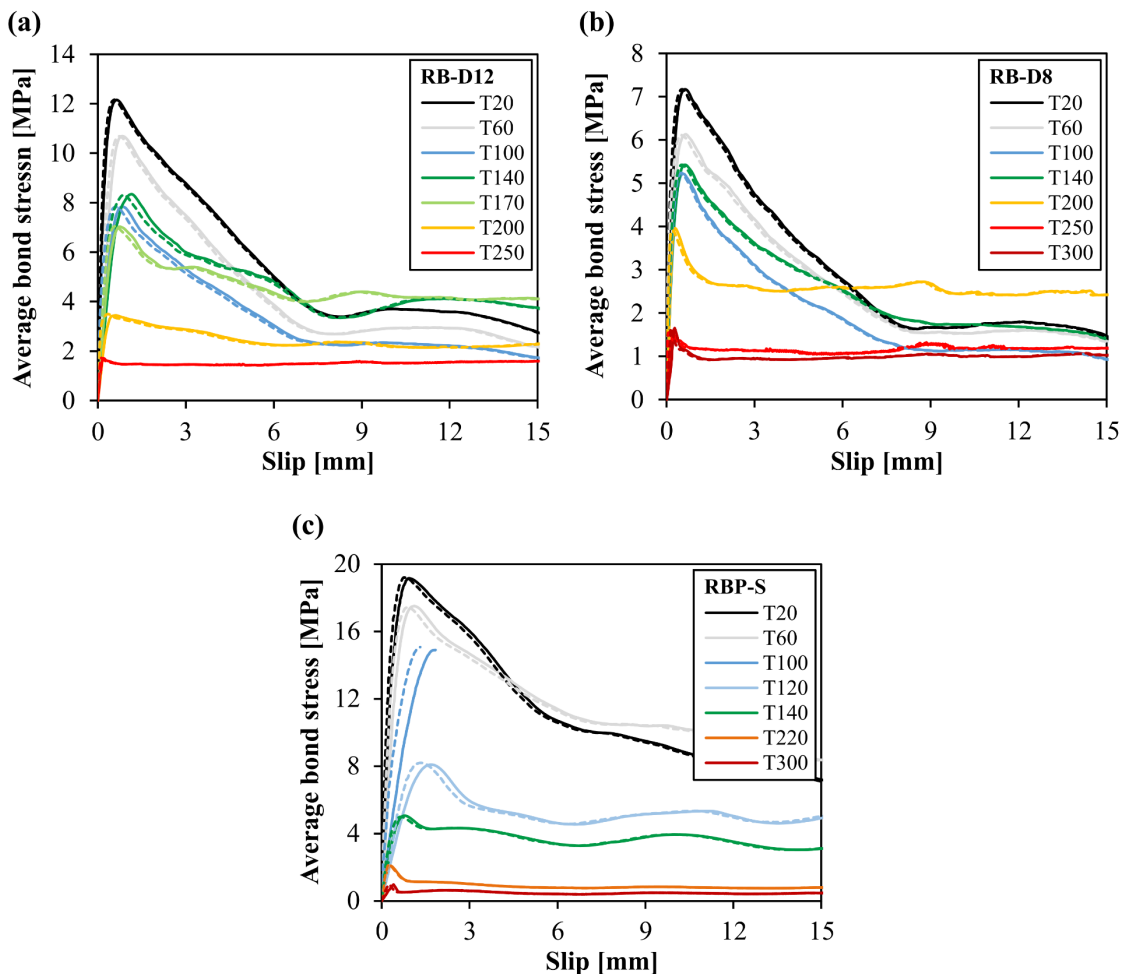 (a)
Average bond stressn [MPa]
14
12
10
8
6
4
2
0
0 3 6 9 12 15
Slip [mm]
RB-D12
T20
T60
T100
T140
T170
T200
T250
(b)
Average bond stress [MPa]
8
7
6
5
4
3
2
1
0
0 3 6 9 12 15
Slip [mm]
RB-D8
T20
T60
T100
T140
T200
T250
T300
(c)
Average bond stress [MPa]
20
16
12
8
4
0
0 3 6 9 12 15
Slip [mm]
RBP-S
T20
T60
T100
T120
T140
T220
T300